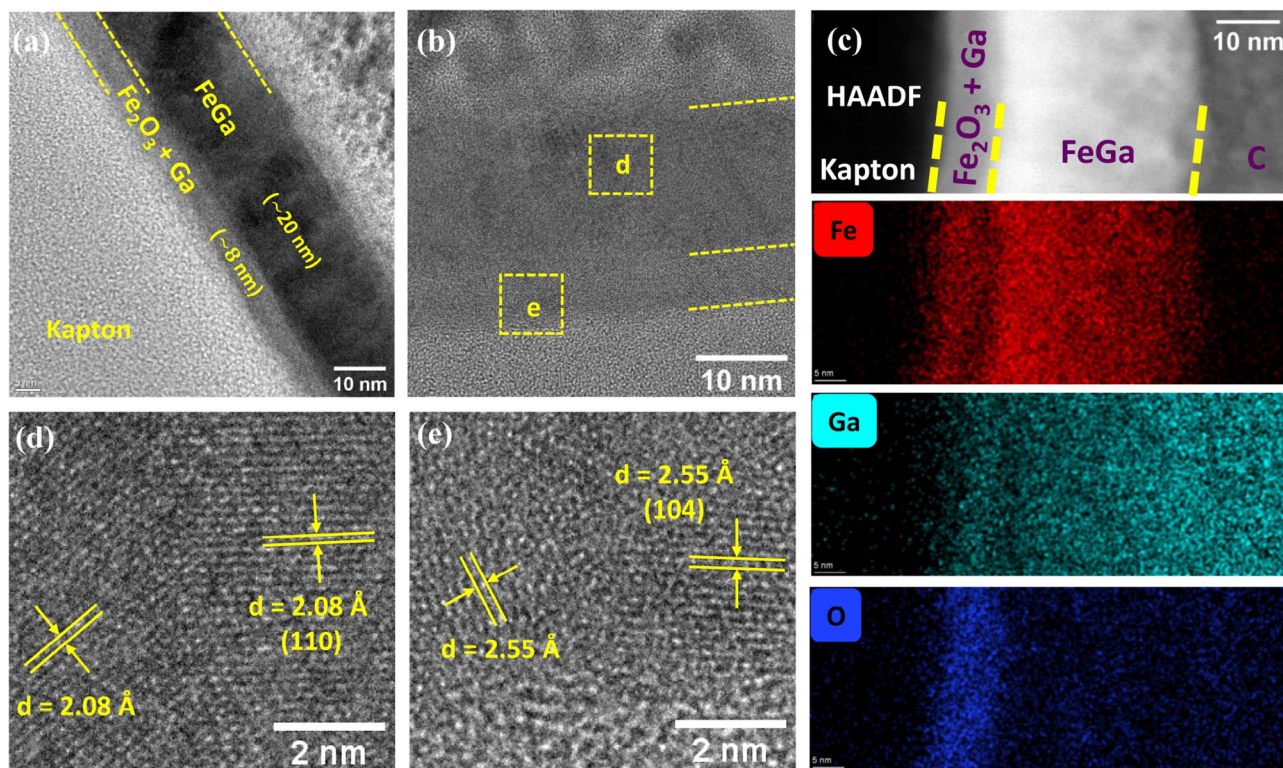 (a)
FeGa
Fe₂O₃ + Ga
(~20 nm)
(~8 nm)
Kapton
5 nm
10 nm
(b)
d
e
10 nm
(c)
10 nm
HAADF
Kapton
Fe₂O₃ + Ga
FeGa
C
Fe
5 nm
Ga
5 nm
O
5 nm
(d)
d = 2.08 Å
(110)
d = 2.08 Å
2 nm
(e)
d = 2.55 Å
(104)
d = 2.55 Å
2 nm